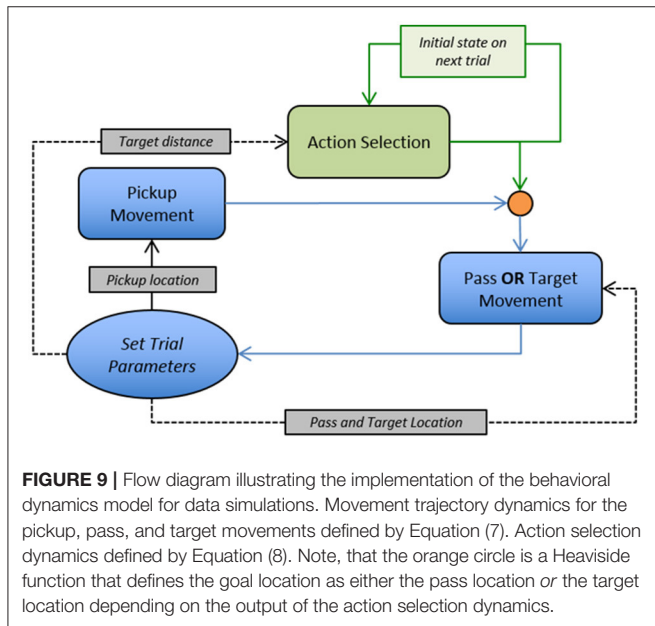 Initial state on
next trial
Target distance
Action Selection
Pickup
Movement
Pickup location
Pass OR Target
Movement
Set Trial
Parameters
Pass and Target Location
FIGURE 9 | Flow diagram illustrating the implementation of the behavioral
dynamics model for data simulations. Movement trajectory dynamics for the
pickup, pass, and target movements defined by Equation (7). Action selection
dynamics defined by Equation (8). Note, that the orange circle is a Heaviside
function that defines the goal location as either the pass location or the target
location depending on the output of the action selection dynamics.